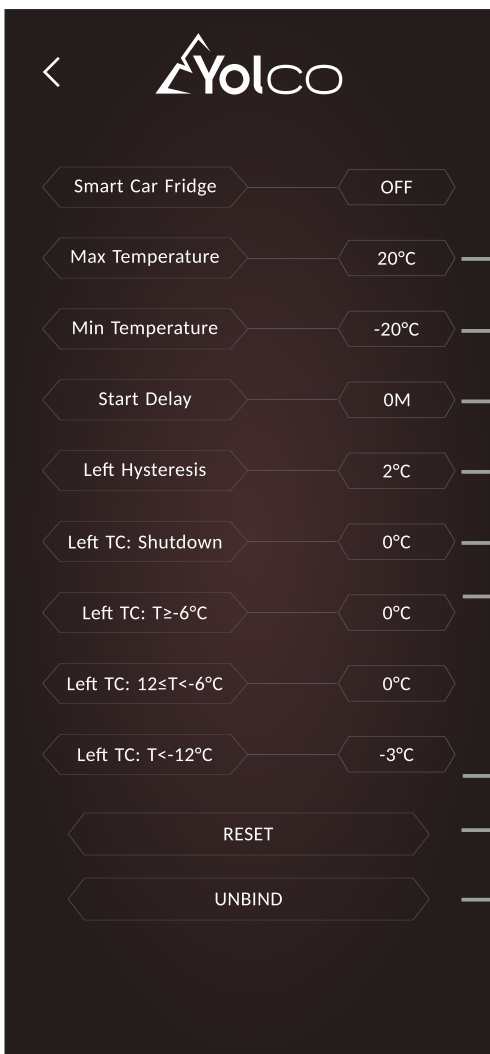 Yolco
Smart Car Fridge OFF
Max Temperature 20°C
Min Temperature -20°C
Start Delay 0M
Left Hysteresis 2°C
Left TC: Shutdown 0°C
Left TC: T≥-6°C 0°C
Left TC: 12≤T<-6°C 0°C
Left TC: T<-12°C -3°C
RESET
UNBIND